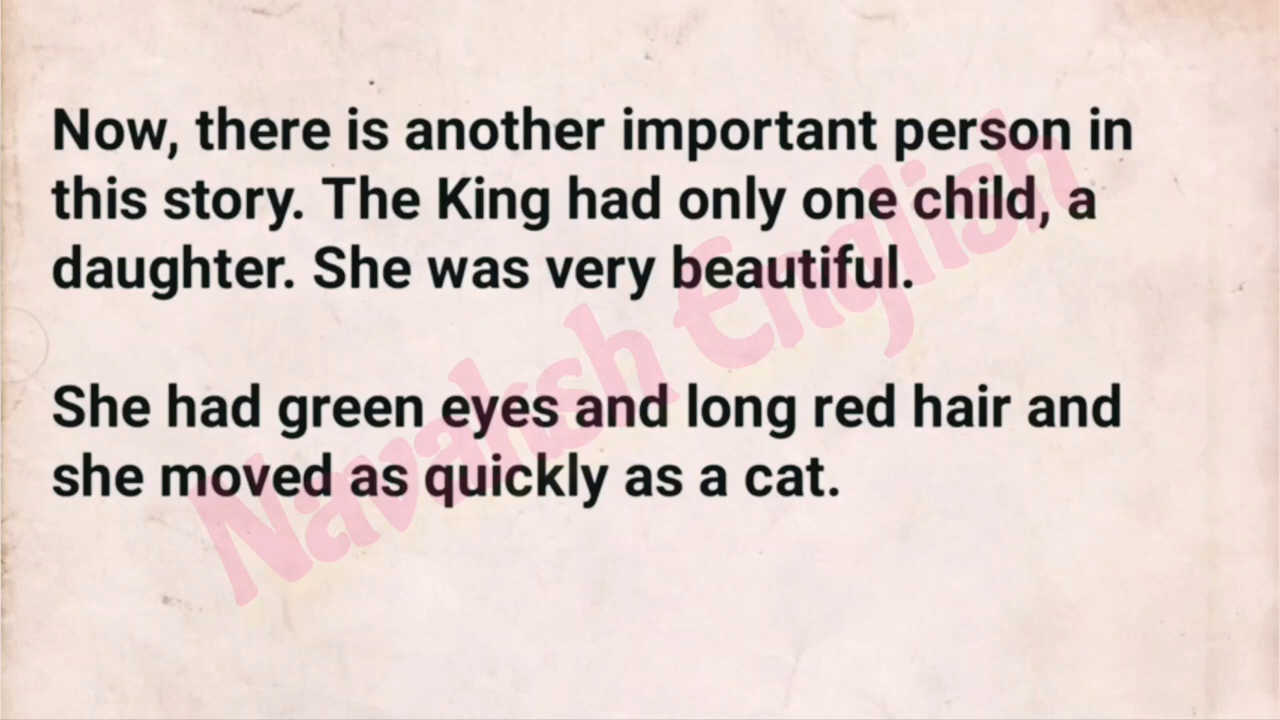 Now, there is another important person in
this story. The King had only one child, a
daughter. She was very beautiful.
She had green eyes and long red hair and
she moved as quickly as a cat.
Navaksh English